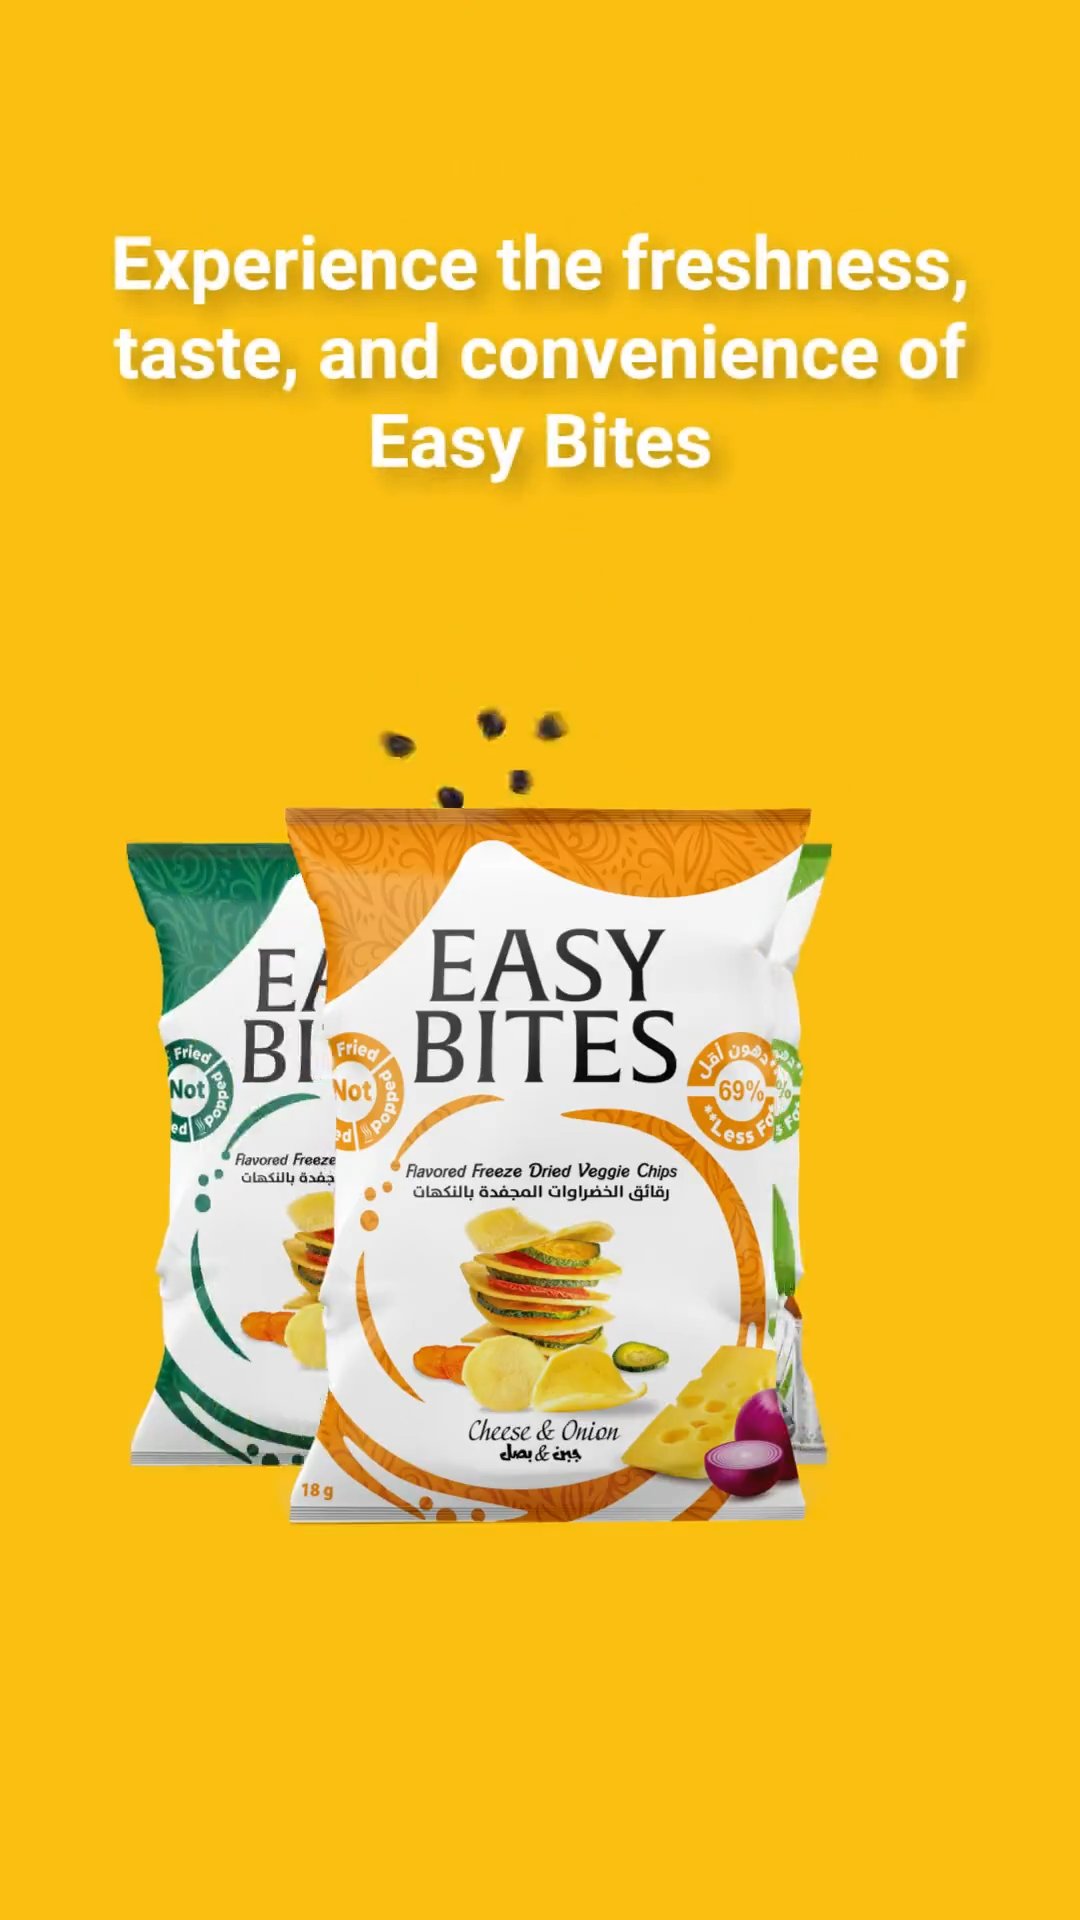 Experience the freshness,
taste, and convenience of
Easy Bites
EASY
BITES
Fried
Not
Popped
دهون أقل
69%
**Less Fa
Flavored Freeze Dried Veggie Chips
رقائق الخضراوات المجفدة بالنكهات
Cheese & Onion
جبن & بصل
18 g
EA
BI
Fried
Not
Popped
ed
Flavored Freeze
جفدة بالنكهات